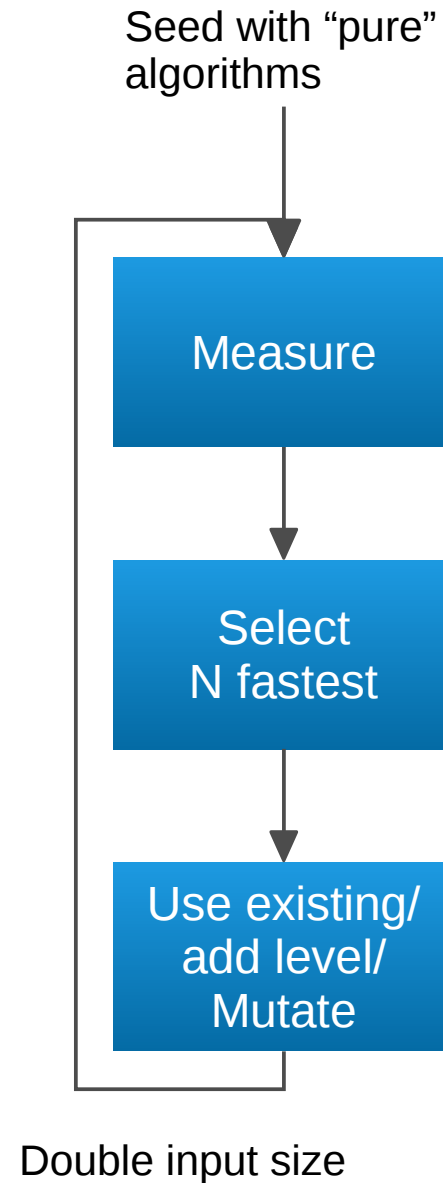 Seed with “pure”
algorithms
Measure
Select
N fastest
Use existing/
add level/
Mutate
Double input size